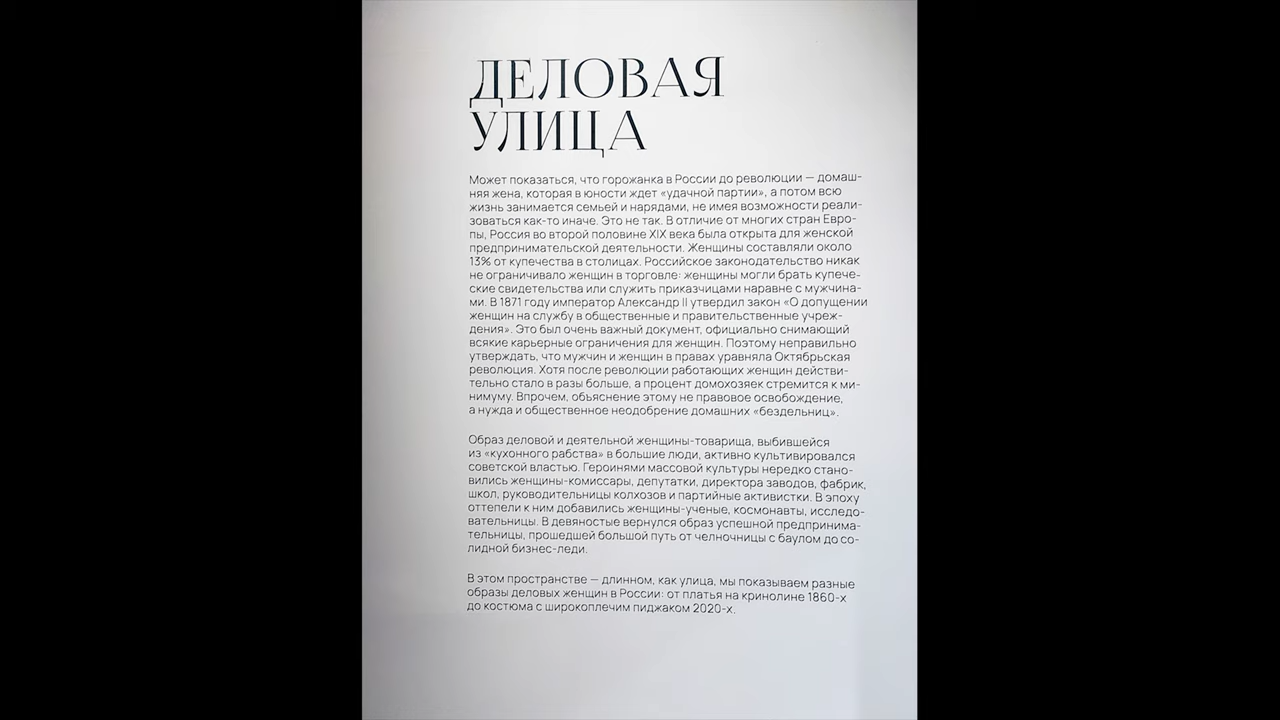 ДЕЛОВАЯ
УЛИЦА
Может показаться, что горожанка в России до революции — домаш-
няя жена, которая в юности ждет «удачной партии», а потом всю
жизнь занимается семьей и нарядами, не имея возможности реали-
зоваться как-то иначе. Это не так. В отличие от многих стран Евро-
пы, Россия во второй половине XIX века была открыта для женской
предпринимательской деятельности. Женщины составляли около
13% от купечества в столицах. Российское законодательство никак
не ограничивало женщин в торговле: женщины могли брать купече-
ские свидетельства или служить приказчицами наравне с мужчина-
ми. В 1871 году император Александр II утвердил закон «О допущении
женщин на службу в общественные и правительственные учреж-
дения». Это был очень важный документ, официально снимающий
всякие карьерные ограничения для женщин. Поэтому неправильно
утверждать, что мужчин и женщин в правах уравняла Октябрьская
революция. Хотя после революции работающих женщин действи-
тельно стало в разы больше, а процент домохозяек стремится к ми-
нимуму. Впрочем, объяснение этому не правовое освобождение,
а нужда и общественное неодобрение домашних «бездельниц».
Образ деловой и деятельной женщины-товарища, выбившейся
из «кухонного рабства» в большие люди, активно культивировался
советской властью. Героинями массовой культуры нередко стано-
вились женщины-комиссары, депутатки, директора заводов, фабрик,
школ, руководительницы колхозов и партийные активистки. В эпоху
оттепели к ним добавились женщины-ученые, космонавты, исследо-
вательницы. В девяностые вернулся образ успешной предпринима-
тельницы, прошедшей большой путь от челночницы с баулом до со-
лидной бизнес-леди.
В этом пространстве — длинном, как улица, мы показываем разные
образы деловых женщин в России: от платья на кринолине 1860-х
до костюма с широкоплечим пиджаком 2020-х.